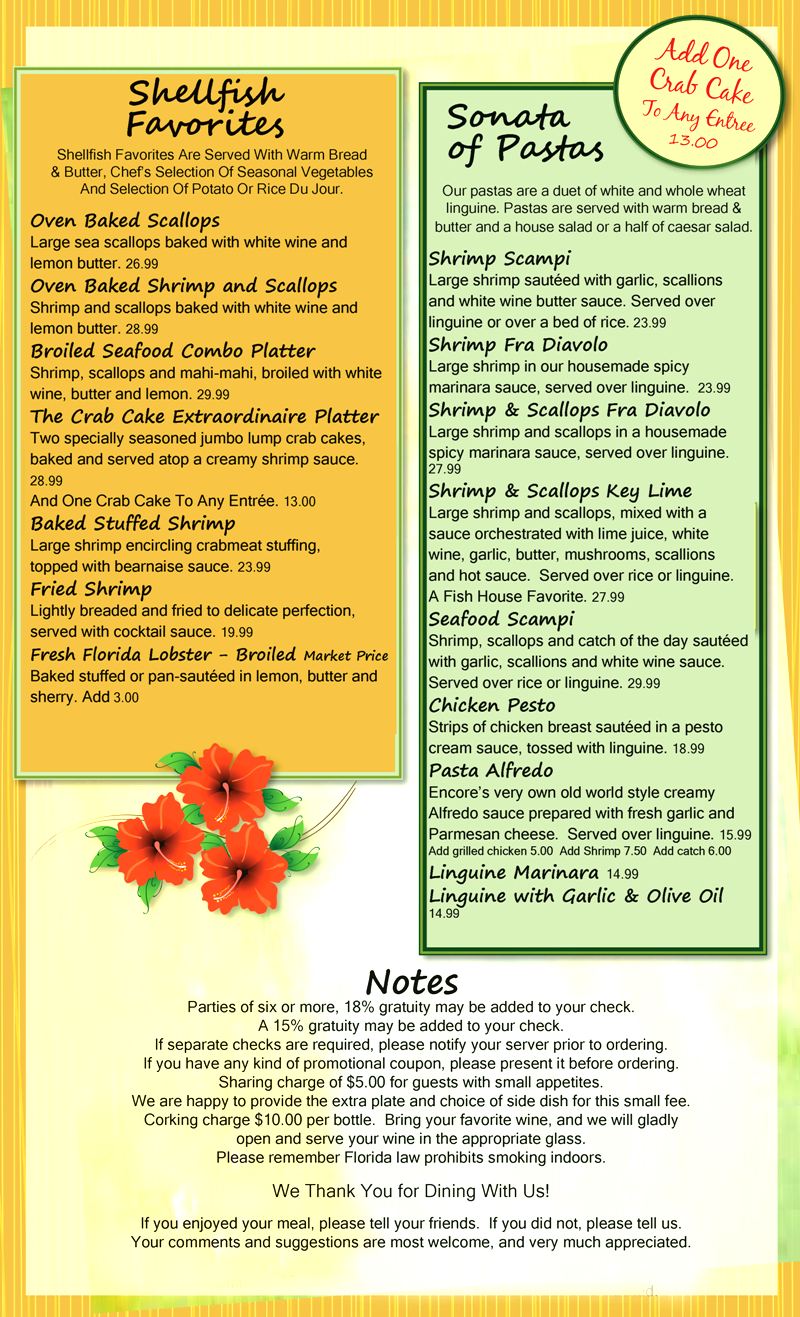 Add One
Crab Cake
To Any Entree
13.00
Shellfish
Favorites
Shellfish Favorites Are Served With Warm Bread
& Butter, Chef's Selection Of Seasonal Vegetables
And Selection Of Potato Or Rice Du Jour.
Oven Baked Scallops
Large sea scallops baked with white wine and
lemon butter. 26.99
Oven Baked Shrimp and Scallops
Shrimp and scallops baked with white wine and
lemon butter. 28.99
Broiled Seafood Combo Platter
Shrimp, scallops and mahi-mahi, broiled with white
wine, butter and lemon. 29.99
The Crab Cake Extraordinaire Platter
Two specially seasoned jumbo lump crab cakes,
baked and served atop a creamy shrimp sauce.
28.99
And One Crab Cake To Any Entrée. 13.00
Baked Stuffed Shrimp
Large shrimp encircling crabmeat stuffing,
topped with bearnaise sauce. 23.99
Fried Shrimp
Lightly breaded and fried to delicate perfection,
served with cocktail sauce. 19.99
Fresh Florida Lobster - Broiled Market Price
Baked stuffed or pan-sautéed in lemon, butter and
sherry. Add 3.00
Sonata
of Pastas
Our pastas are a duet of white and whole wheat
linguine. Pastas are served with warm bread &
butter and a house salad or a half of caesar salad.
Shrimp Scampi
Large shrimp sautéed with garlic, scallions
and white wine butter sauce. Served over
linguine or over a bed of rice. 23.99
Shrimp Fra Diavolo
Large shrimp in our housemade spicy
marinara sauce, served over linguine. 23.99
Shrimp & Scallops Fra Diavolo
Large shrimp and scallops in a housemade
spicy marinara sauce, served over linguine.
27.99
Shrimp & Scallops Key Lime
Large shrimp and scallops, mixed with a
sauce orchestrated with lime juice, white
wine, garlic, butter, mushrooms, scallions
and hot sauce. Served over rice or linguine.
A Fish House Favorite. 27.99
Seafood Scampi
Shrimp, scallops and catch of the day sautéed
with garlic, scallions and white wine sauce.
Served over rice or linguine. 29.99
Chicken Pesto
Strips of chicken breast sautéed in a pesto
cream sauce, tossed with linguine. 18.99
Pasta Alfredo
Encore's very own old world style creamy
Alfredo sauce prepared with fresh garlic and
Parmesan cheese. Served over linguine. 15.99
Add grilled chicken 5.00 Add Shrimp 7.50 Add catch 6.00
Linguine Marinara 14.99
Linguine with Garlic & Olive Oil
14.99
Notes
Parties of six or more, 18% gratuity may be added to your check.
A 15% gratuity may be added to your check.
If separate checks are required, please notify your server prior to ordering.
If you have any kind of promotional coupon, please present it before ordering.
Sharing charge of $5.00 for guests with small appetites.
We are happy to provide the extra plate and choice of side dish for this small fee.
Corking charge $10.00 per bottle. Bring your favorite wine, and we will gladly
open and serve your wine in the appropriate glass.
Please remember Florida law prohibits smoking indoors.
We Thank You for Dining With Us!
If you enjoyed your meal, please tell your friends. If you did not, please tell us.
Your comments and suggestions are most welcome, and very much appreciated.